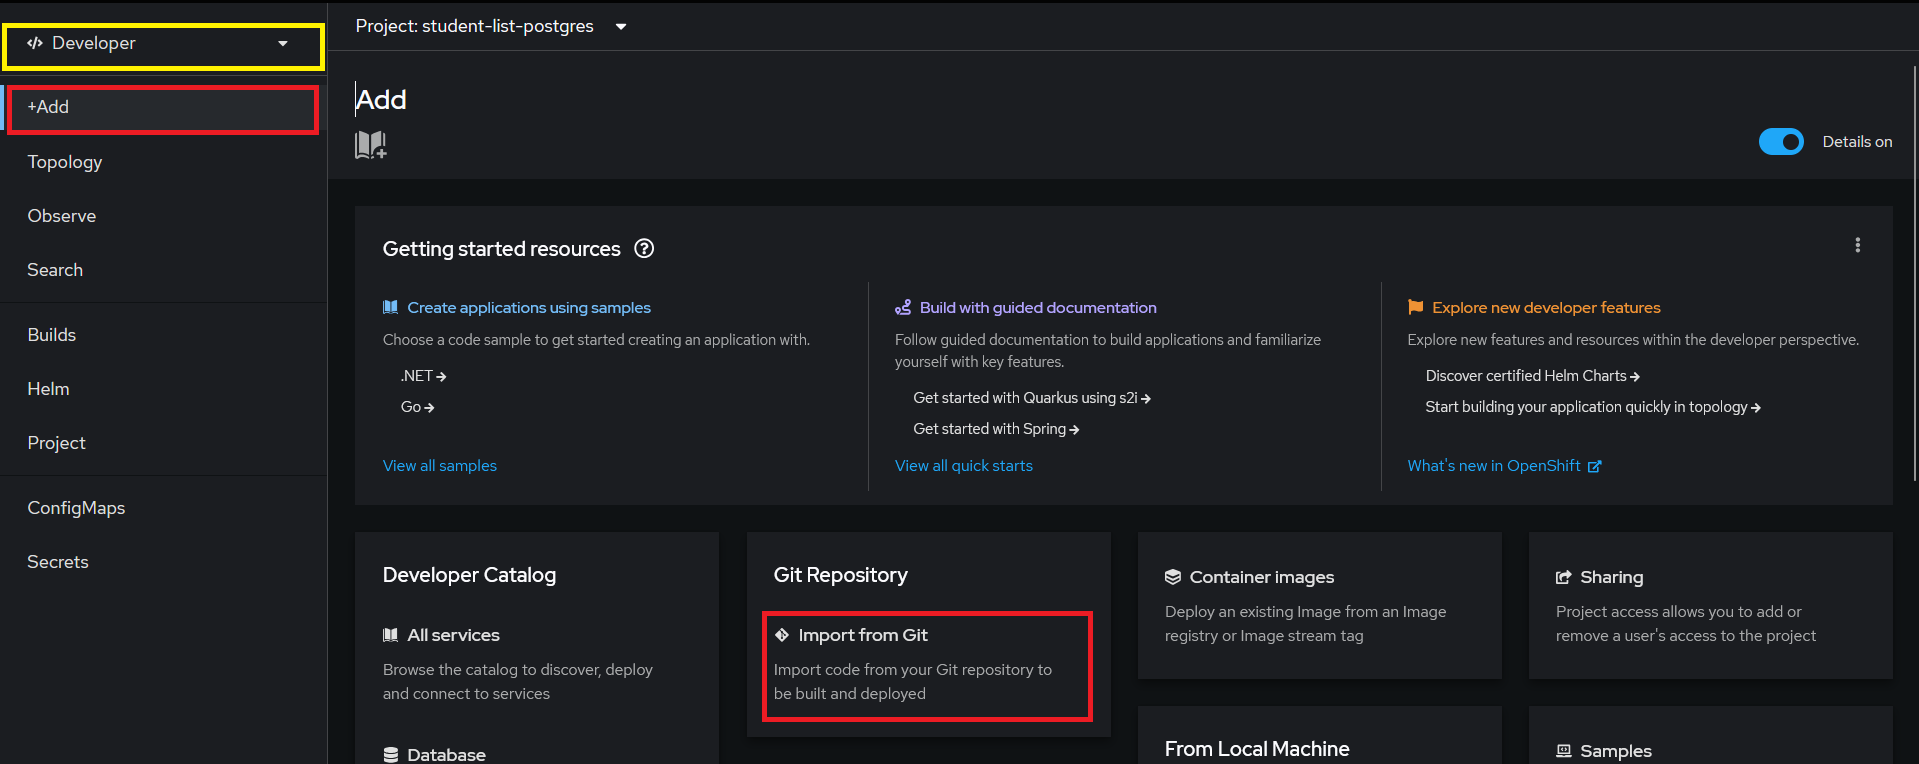 Developer
+Add
Topology
Observe
Search
Builds
Helm
Project
ConfigMaps
Secrets
Project: student-list-postgres
Add
Details on
Getting started resources
Create applications using samples
Choose a code sample to get started creating an application with.
.NET
Go
View all samples
Build with guided documentation
Follow guided documentation to build applications and familiarize
yourself with key features.
Get started with Quarkus using s2i
Get started with Spring
View all quick starts
Explore new developer features
Explore new features and resources within the developer perspective.
Discover certified Helm Charts
Start building your application quickly in topology
What's new in OpenShift
Developer Catalog
All services
Browse the catalog to discover, deploy
and connect to services
Database
Git Repository
Import from Git
Import code from your Git repository to
be built and deployed
Container images
Deploy an existing Image from an Image
registry or Image stream tag
From Local Machine
Sharing
Project access allows you to add or
remove a user's access to the project
Samples